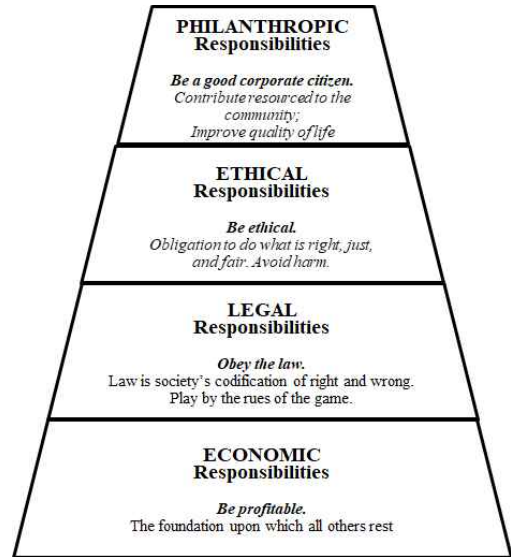 PHILANTHROPIC
Responsibilities
Be a good corporate citizen.
Contribute resourced to the
community;
Improve quality of life
ETHICAL
Responsibilities
Be ethical.
Obligation to do what is right, just,
and fair. Avoid harm.
LEGAL
Responsibilities
Obey the law.
Law is society's codification of right and wrong.
Play by the rues of the game.
ECONOMIC
Responsibilities
Be profitable.
The foundation upon which all others rest